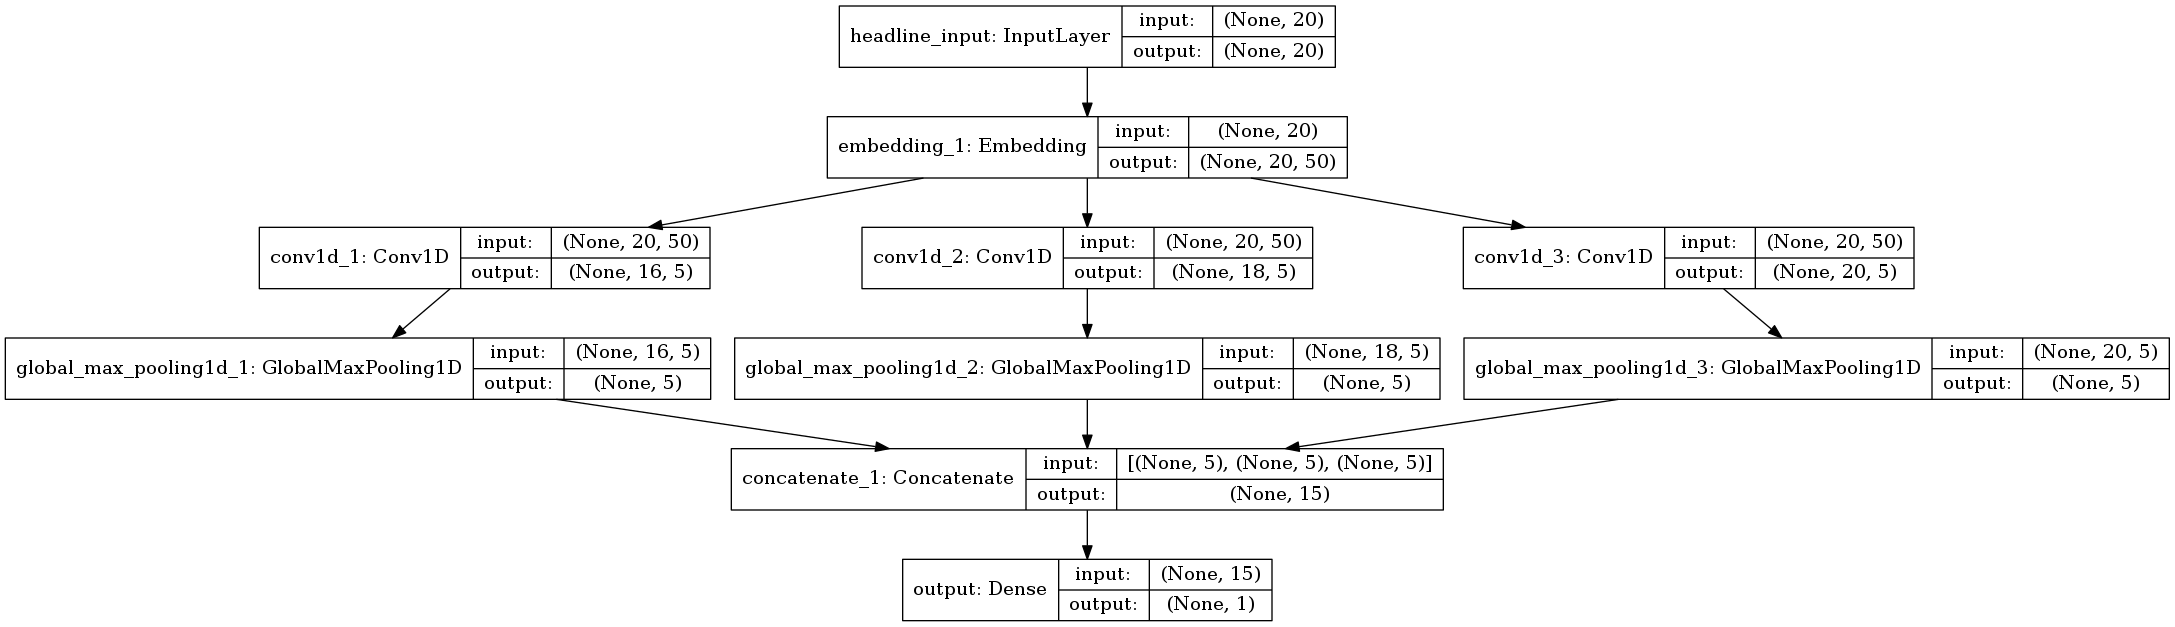 headline_input: InputLayer
input:
(None, 20)
output:
(None, 20)
embedding_1: Embedding
input:
(None, 20)
output:
(None, 20, 50)
conv1d_1: Conv1D
input:
(None, 20, 50)
output:
(None, 16, 5)
conv1d_2: Conv1D
input:
(None, 20, 50)
output:
(None, 18, 5)
conv1d_3: Conv1D
input:
(None, 20, 50)
output:
(None, 20, 5)
global_max_pooling1d_1: GlobalMaxPooling1D
input:
(None, 16, 5)
output:
(None, 5)
global_max_pooling1d_2: GlobalMaxPooling1D
input:
(None, 18, 5)
output:
(None, 5)
global_max_pooling1d_3: GlobalMaxPooling1D
input:
(None, 20, 5)
output:
(None, 5)
concatenate_1: Concatenate
input:
[(None, 5), (None, 5), (None, 5)]
output:
(None, 15)
output: Dense
input:
(None, 15)
output:
(None, 1)